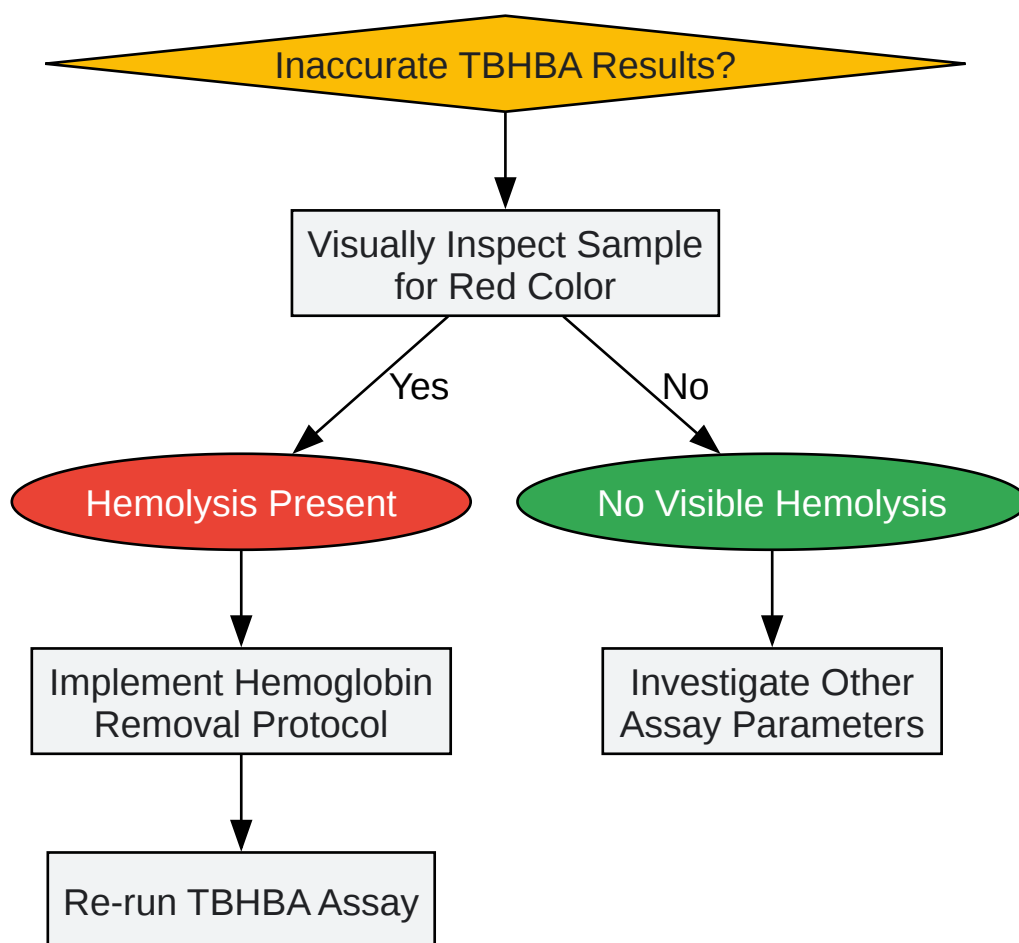 Inaccurate TBHBA Results?
Visually Inspect Sample
for Red Color
Yes
No
Hemolysis Present
No Visible Hemolysis
Implement Hemoglobin
Removal Protocol
Investigate Other
Assay Parameters
Re-run TBHBA Assay